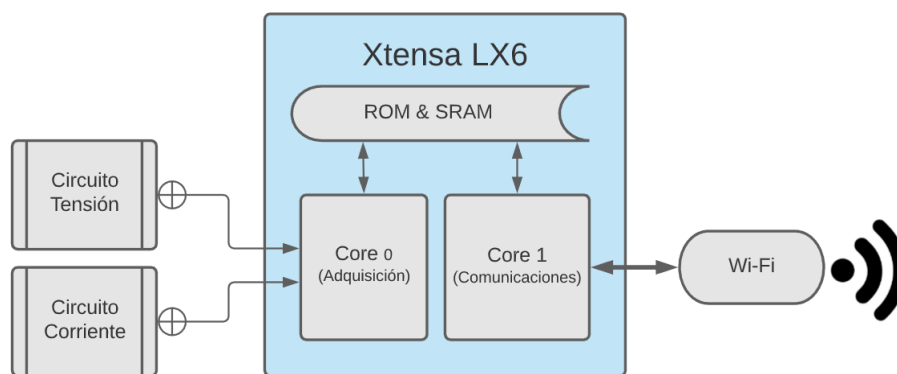 Xtensa LX6
ROM & SRAM
Circuito
Tensión
Core 0
(Adquisición)
Core 1
(Comunicaciones)
Wi-Fi
Circuito
Corriente